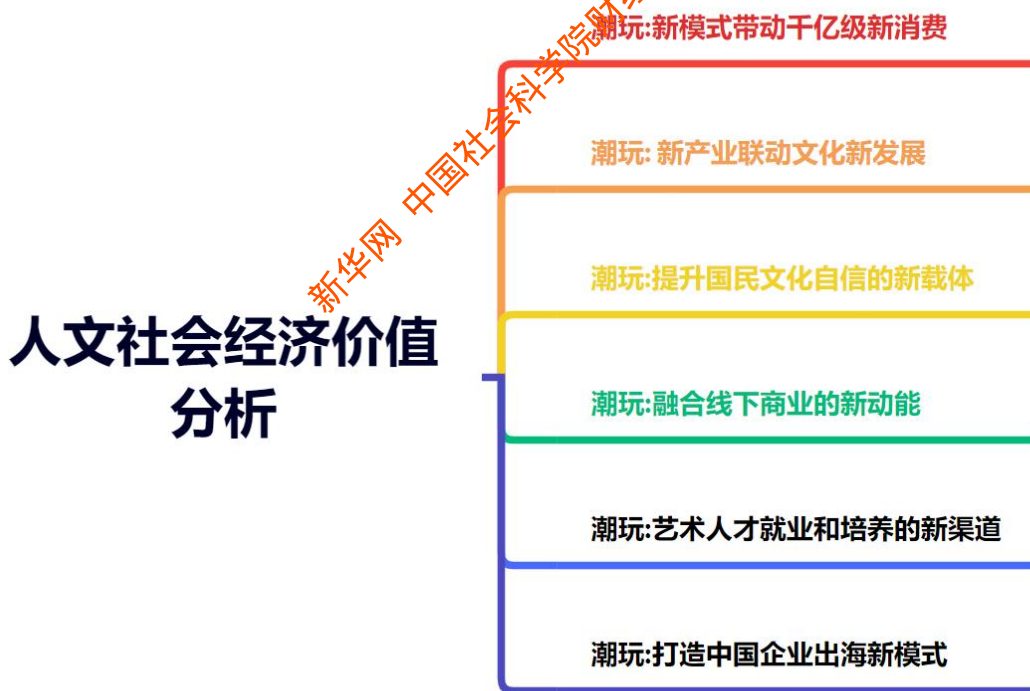 潮玩:新模式带动千亿级新消费
潮玩: 新产业联动文化新发展
潮玩:提升国民文化自信的新载体
人文社会经济价值
分析
潮玩:融合线下商业的新动能
潮玩:艺术人才就业和培养的新渠道
潮玩:打造中国企业出海新模式
新华网 中国社会科学院财经